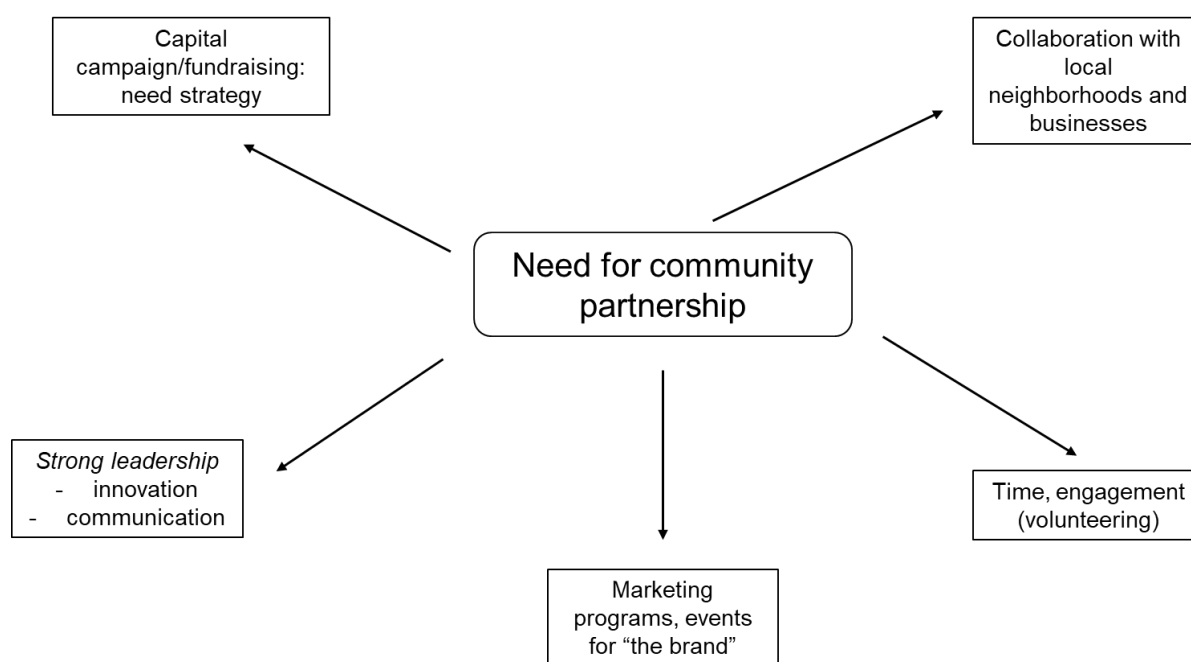 Capital
campaign/fundraising:
need strategy
Collaboration with
local
neighborhoods and
businesses
Need for community
partnership
Strong leadership
- innovation
- communication
Time, engagement
(volunteering)
Marketing
programs, events
for “the brand”